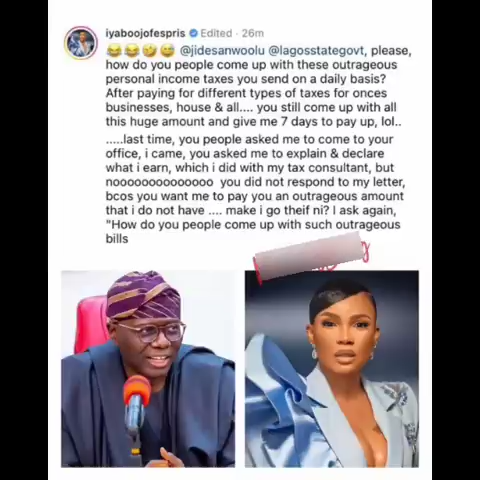 iyaboojofespris Edited · 26m
😂😂🤣😅 @jidesanwoolu @lagosstategovt, please,
how do you people come up with these outrageous
personal income taxes you send on a daily basis?
After paying for different types of taxes for onces
businesses, house & all.... you still come up with all
this huge amount and give me 7 days to pay up, lol..
.....last time, you people asked me to come to your
office, i came, you asked me to explain & declare
what i earn, which i did with my tax consultant, but
noooooooooooooo you did not respond to my letter,
bcos you want me to pay you an outrageous amount
that i do not have .... make i go theif ni? I ask again,
"How do you people come up with such outrageous
bills